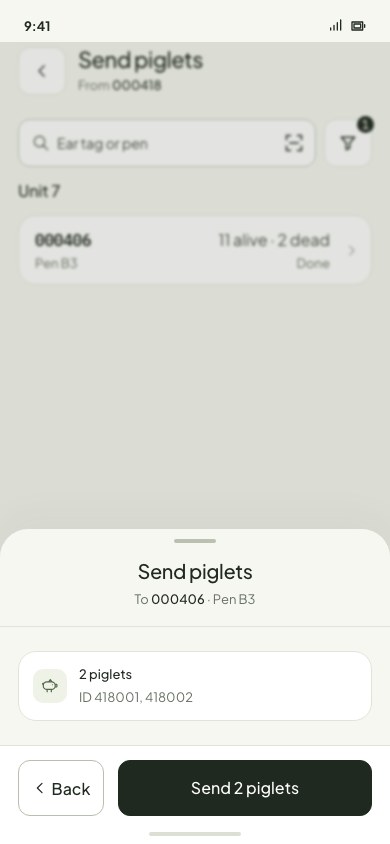 9:41
Send piglets
From 000418
Ear tag or pen
1
Unit 7
000406
11 alive · 2 dead
Pen B3
Done
Send piglets
To 000406 · Pen B3
2 piglets
ID 418001, 418002
Back
Send 2 piglets